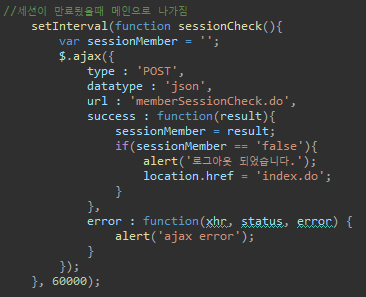 //세션이 만료됬을때 메인으로 나가짐
setInterval(function sessionCheck(){
var sessionMember = '';
$.ajax({
type : 'POST',
datatype : 'json',
url : 'memberSessionCheck.do',
success : function(result){
sessionMember = result;
if(sessionMember == 'false'){
alert('로그아웃 되었습니다.');
location.href = 'index.do';
}
},
error : function(xhr, status, error) {
alert('ajax error');
}
});
}, 60000);